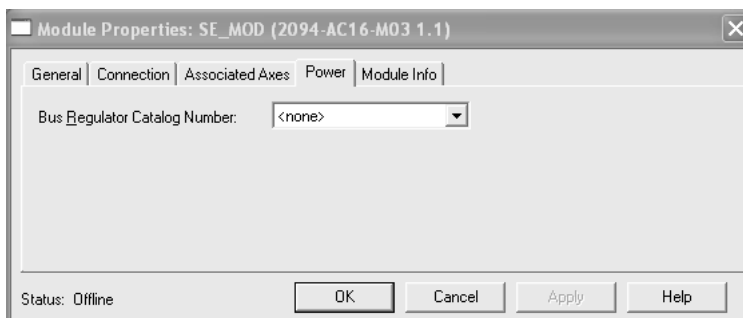 Module Properties: SE_MOD (2094-AC16-M03 1.1)
General Connection Associated Axes Power Module Info
Bus Regulator Catalog Number: <none>
Status: Offline OK Cancel Apply Help